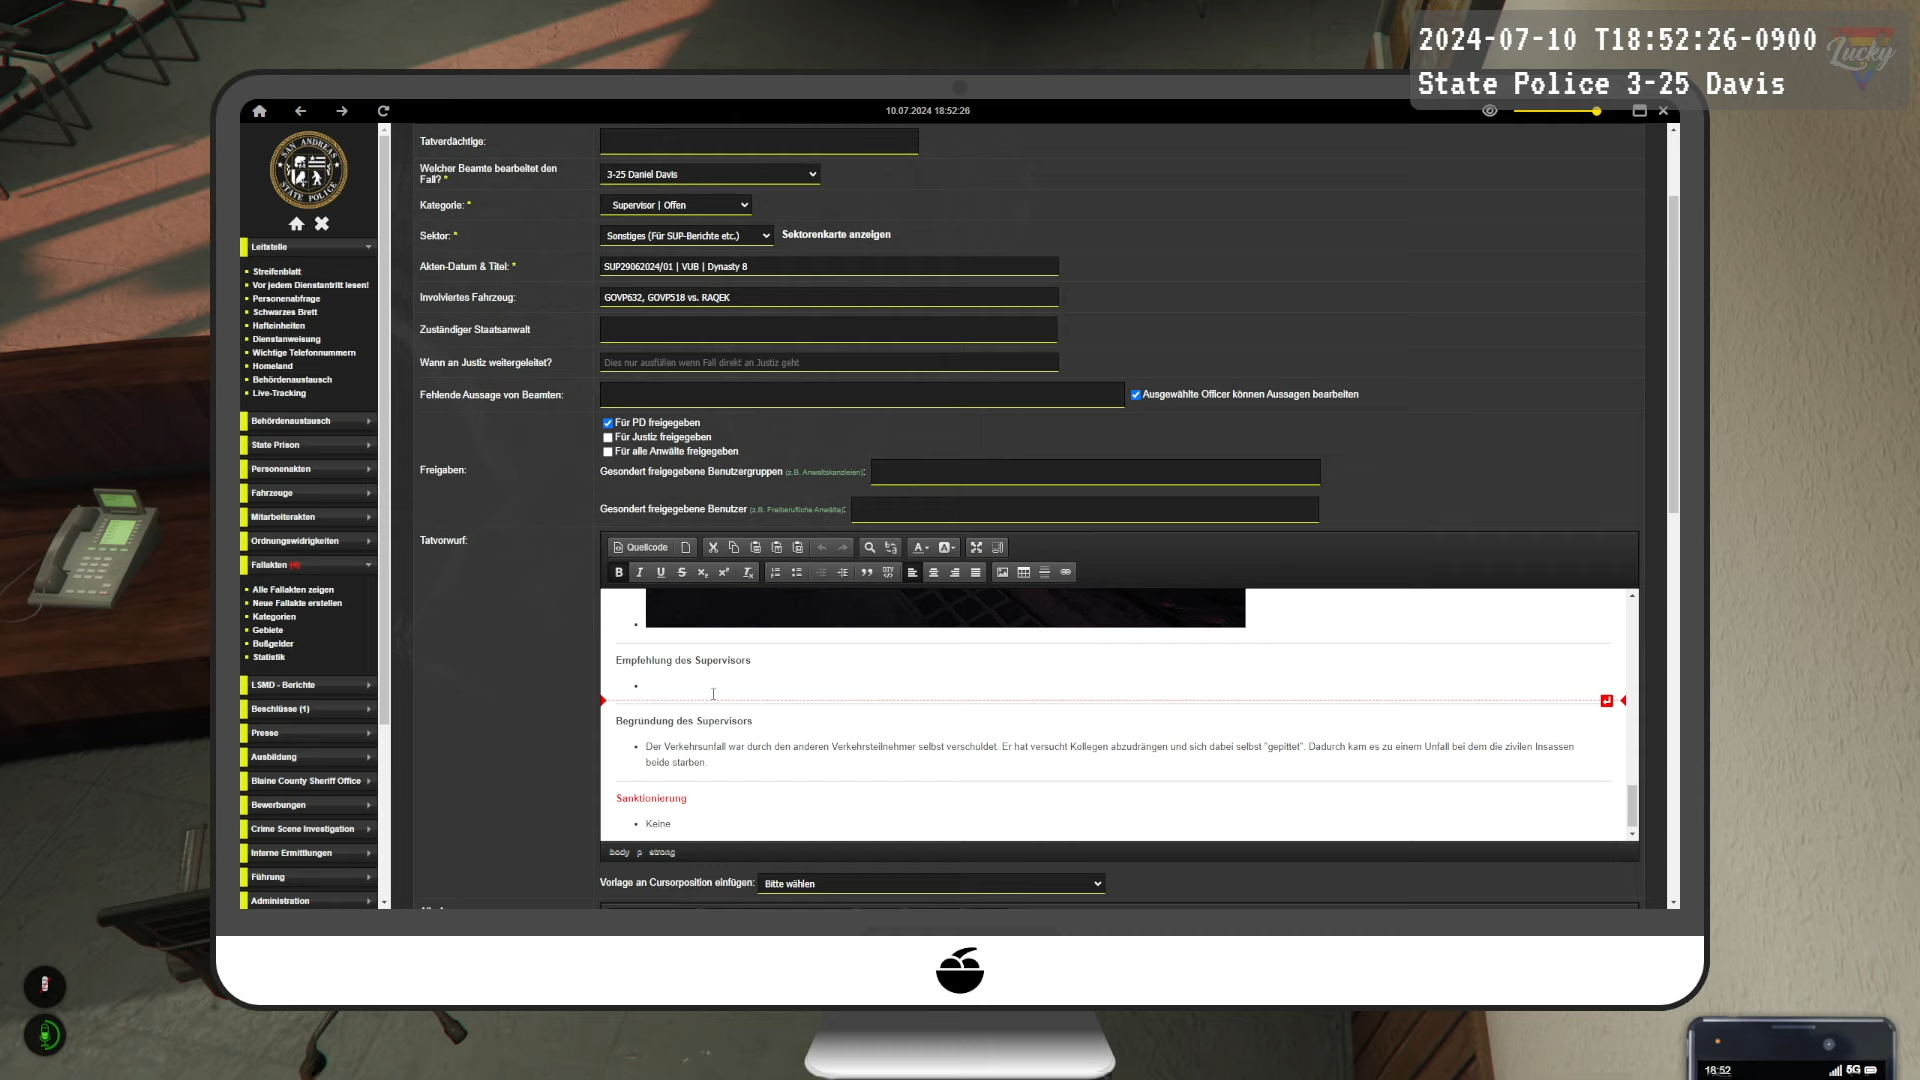 2024-07-10 T18:52:26-0900
State Police 3-25 Davis
Lucky
10.07.2024 18:52:26
SAN ANDREAS
STATE POLICE
Leitstelle
Streifenblatt
Vor jedem Dienstantritt lesen!
Personenabfrage
Schwarzes Brett
Hafteinheiten
Dienstanweisung
Wichtige Telefonnummern
Homeland
Behördenaustausch
Live-Tracking
Behördenaustausch
State Prison
Personenakten
Fahrzeuge
Mitarbeiterakten
Ordnungswidrigkeiten
Fallakten
Alle Fallakten zeigen
Neue Fallakte erstellen
Kategorien
Gebiete
Bußgelder
Statistik
LSMD - Berichte
Beschlüsse (1)
Presse
Ausbildung
Blaine County Sheriff Office
Bewerbungen
Crime Scene Investigation
Interne Ermittlungen
Führung
Administration
Tatverdächtige:
Welcher Beamte bearbeitet den
Fall? * 3-25 Daniel Davis
Kategorie: * Supervisor | Offen
Sektor: * Sonstiges (Für SUP-Berichte etc.) Sektorenkarte anzeigen
Akten-Datum & Titel: * SUP29062024/01 | VUB | Dynasty 8
Involviertes Fahrzeug: GOVP632, GOVP518 vs. RAQEK
Zuständiger Staatsanwalt
Wann an Justiz weitergeleitet? Dies nur ausfüllen wenn Fall direkt an Justiz geht
Fehlende Aussage von Beamten: Ausgewählte Officer können Aussagen bearbeiten
Für PD freigegeben
Für Justiz freigegeben
Für alle Anwälte freigegeben
Freigaben: Gesondert freigegebene Benutzergruppen (z.B. Anwaltskanzleien):
Gesondert freigegebene Benutzer (z.B. Freiberufliche Anwälte):
Tatvorwurf:
Quellcode
Empfehlung des Supervisors
Begründung des Supervisors
Der Verkehrsunfall war durch den anderen Verkehrsteilnehmer selbst verschuldet. Er hat versucht Kollegen abzudrängen und sich dabei selbst "gepittet". Dadurch kam es zu einem Unfall bei dem die zivilen Insassen
beide starben.
Sanktionierung
Keine
body p strong
Vorlage an Cursorposition einfügen: Bitte wählen
18:52 5G